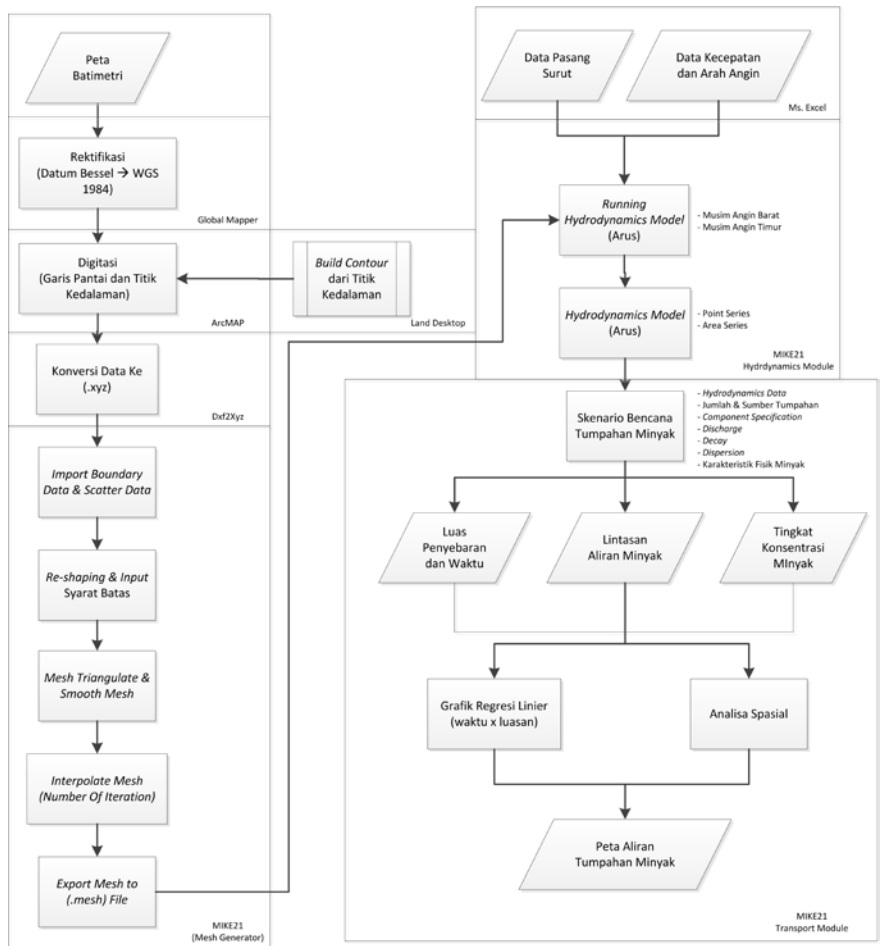 Peta
Batimetri
Rektifikasi
(Datum Bessel → WGS
1984)
Global Mapper
Digitasi
(Garis Pantai dan Titik
Kedalaman)
ArcMAP
Build Contour
dari Titik
Kedalaman
Land Desktop
Konversi Data Ke
(.xyz)
Dxf2Xyz
Import Boundary
Data & Scatter Data
Re-shaping & Input
Syarat Batas
Mesh Triangulate &
Smooth Mesh
Interpolate Mesh
(Number Of Iteration)
Export Mesh to
(.mesh) File
MIKE21
(Mesh Generator)
Data Pasang
Surut
Data Kecepatan
dan Arah Angin
Ms. Excel
Running
Hydrodynamics Model
(Arus)
- Musim Angin Barat
- Musim Angin Timur
Hydrodynamics Model
(Arus)
- Point Series
- Area Series
MIKE21
Hydrdynamics Module
Skenario Bencana
Tumpahan Minyak
- Hydrodynamics Data
- Jumlah & Sumber Tumpahan
- Component Specification
- Discharge
- Decay
- Dispersion
- Karakteristik Fisik Minyak
Luas
Penyebaran
dan Waktu
Lintasan
Aliran Minyak
Tingkat
Konsentrasi
MInyak
Grafik Regresi Linier
(waktu x luasan)
Analisa Spasial
Peta Aliran
Tumpahan Minyak
MIKE21
Transport Module